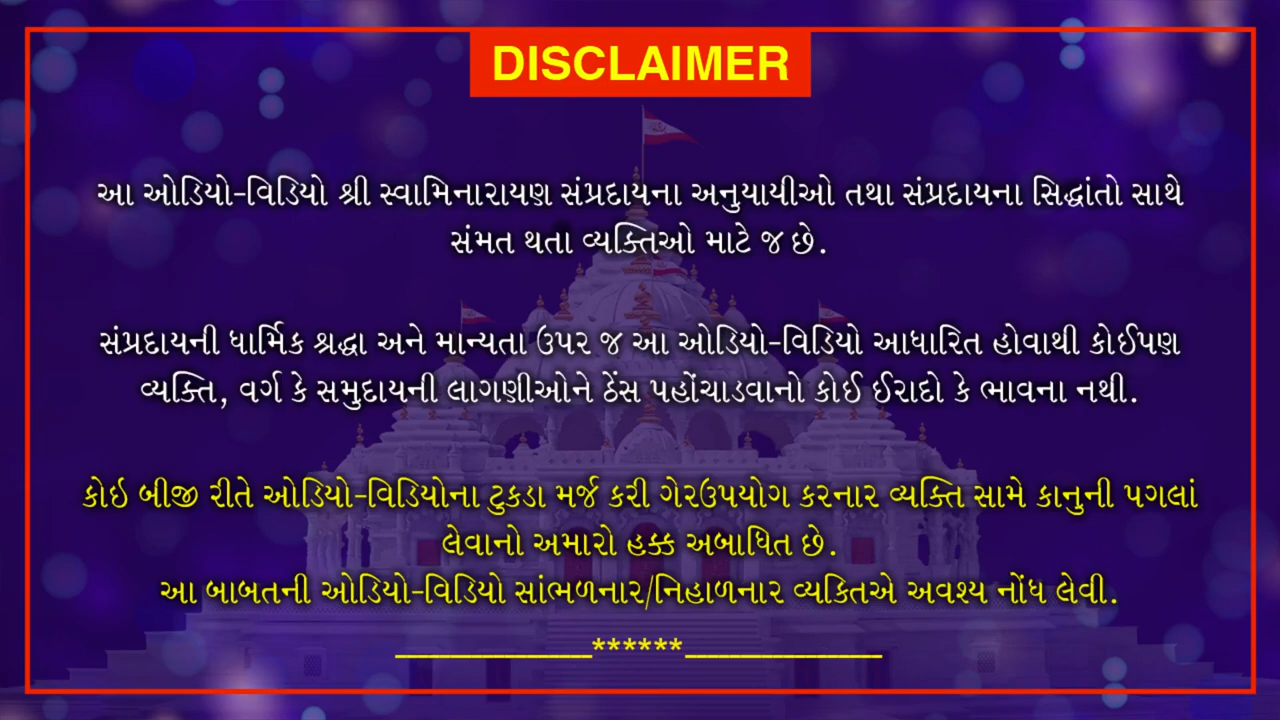 DISCLAIMER
આ ઓડિયો-વિડિયો શ્રી સ્વામિનારાયણ સંપ્રદાયના અનુયાયીઓ તથા સંપ્રદાયના સિદ્ધાંતો સાથે
સંમત થતા વ્યક્તિઓ માટે જ છે.
સંપ્રદાયની ધાર્મિક શ્રદ્ધા અને માન્યતા ઉપર જ આ ઓડિયો-વિડિયો આધારિત હોવાથી કોઈપણ
વ્યક્તિ, વર્ગ કે સમુદાયની લાગણીઓને ઠેંસ પહોંચાડવાનો કોઈ ઈરાદો કે ભાવના નથી.
કોઇ બીજી રીતે ઓડિયો-વિડિયોના ટુકડા મર્જ કરી ગેરઉપયોગ કરનાર વ્યક્તિ સામે કાનુની પગલાં
લેવાનો અમારો હક્ક અબાધિત છે.
આ બાબતની ઓડિયો-વિડિયો સાંભળનાર/નિહાળનાર વ્યકિતએ અવશ્ય નોંધ લેવી.
______________******______________